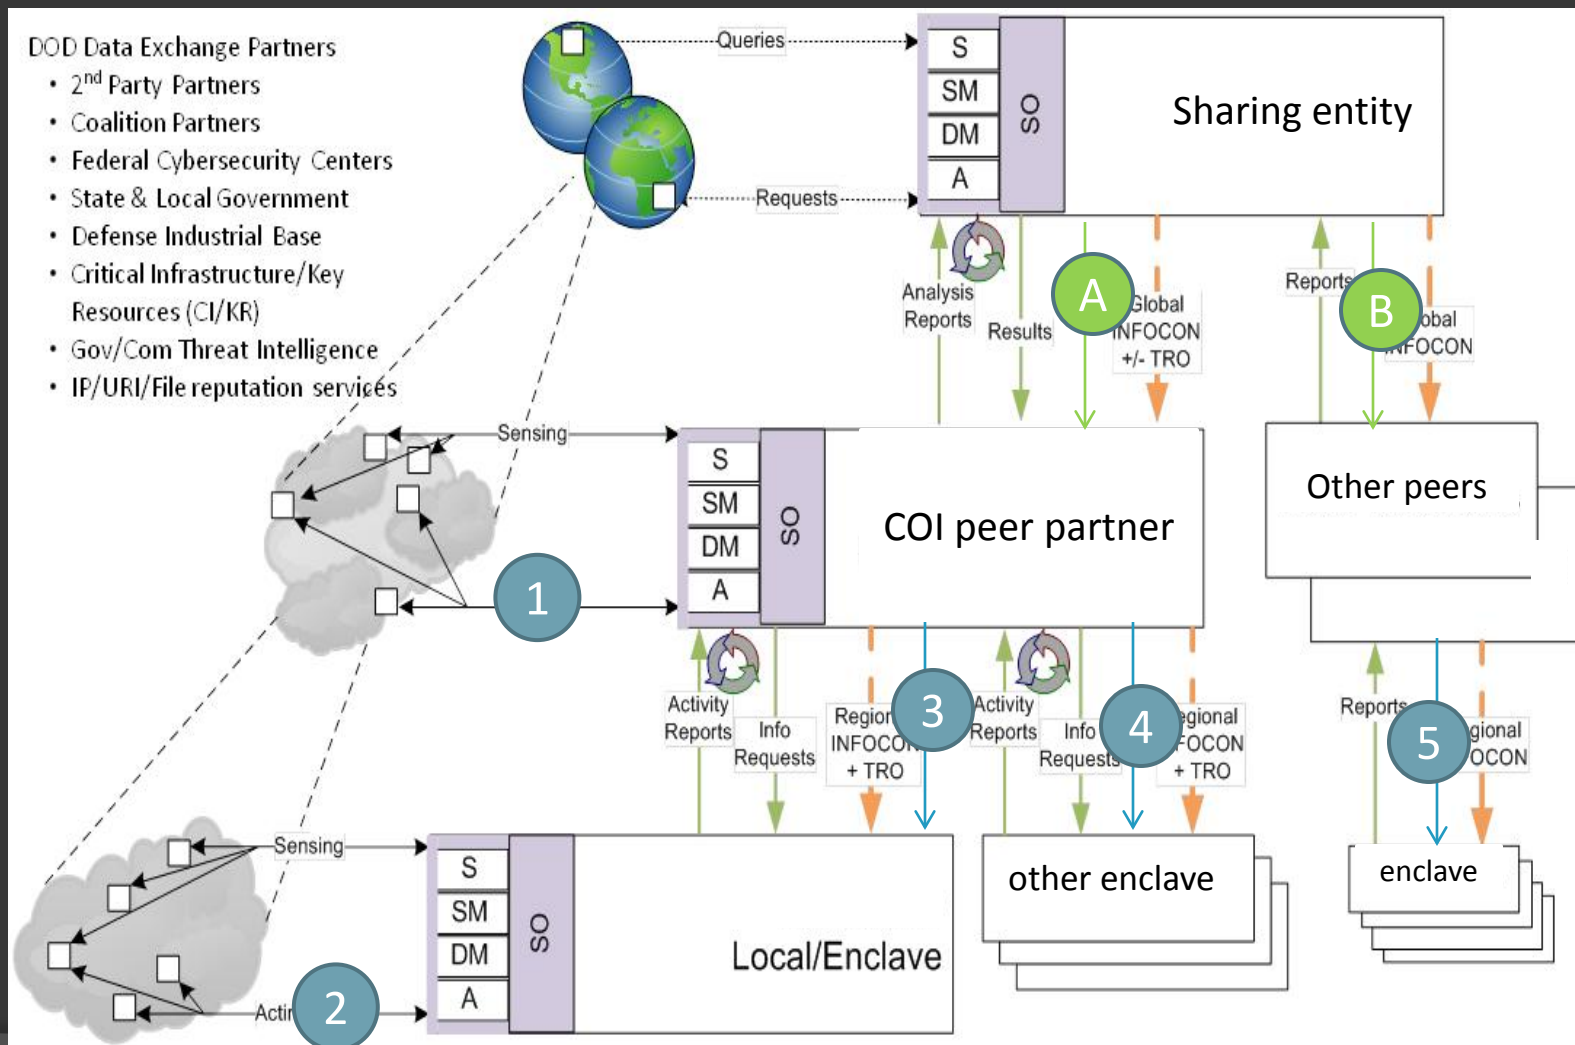 DOD Data Exchange Partners
• 2nd Party Partners
• Coalition Partners
• Federal Cybersecurity Centers
• State & Local Government
• Defense Industrial Base
• Critical Infrastructure/Key
Resources (CI/KR)
• Gov/Com Threat Intelligence
• IP/URI/File reputation services
Queries
Requests
S
SM
DM
A
SO
Sharing entity
Analysis
Reports
Results
A
Global
INFOCON
+/- TRO
Reports
B
Sensing
1
S
SM
DM
A
SO
COI peer partner
Other peers
Activity
Reports
Info
Requests
3
INFOCON
+ TRO
Activity
Reports
Info
Requests
4
+ TRO
Reports
5
Sensing
2
S
SM
DM
A
SO
Local/Enclave
other enclave
enclave